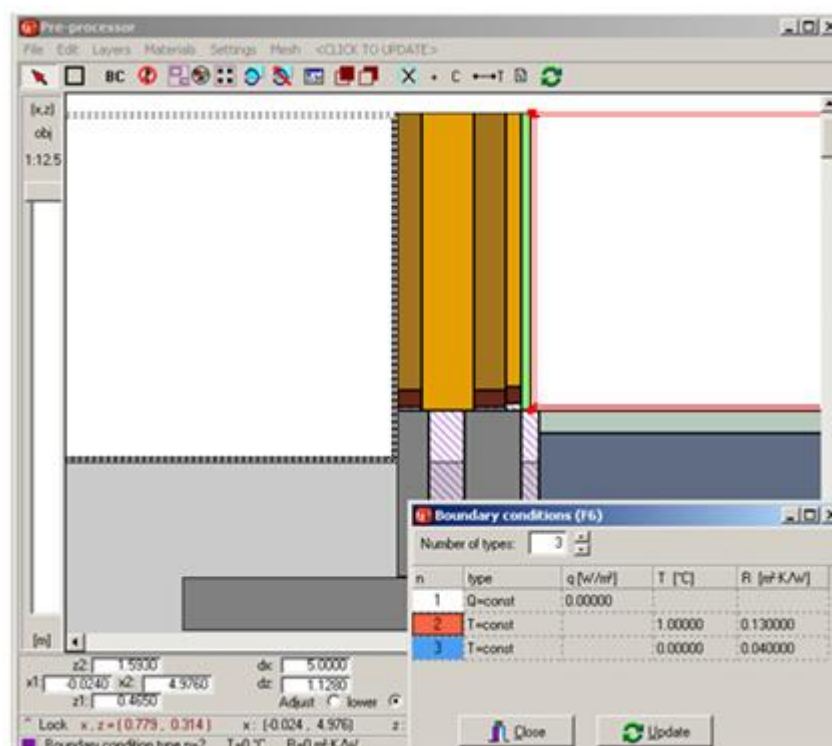 Pre-processor
File Edit Layers Materials Settings Mesh <CLICK TO UPDATE>
BC C T
[x,z]
obj
1:12.5
Boundary conditions (F6)
Number of types: 3
n type q [W/m²] T [°C] R [m²·K/W]
1 Q=const 0.00000
2 T=const 1.00000 0.130000
3 T=const 0.00000 0.040000
Close Update
[m]
z2: 1.5930 dx: 5.0000
x1: -0.0240 x2: 4.9760 dz: 1.1280
z1: 0.4650 Adjust lower
Lock x, z=(0.779, 0.314) x: (-0.024, 4.976) z:
Boundary condition type n=2 T=0 °C R=0 m²·K/W